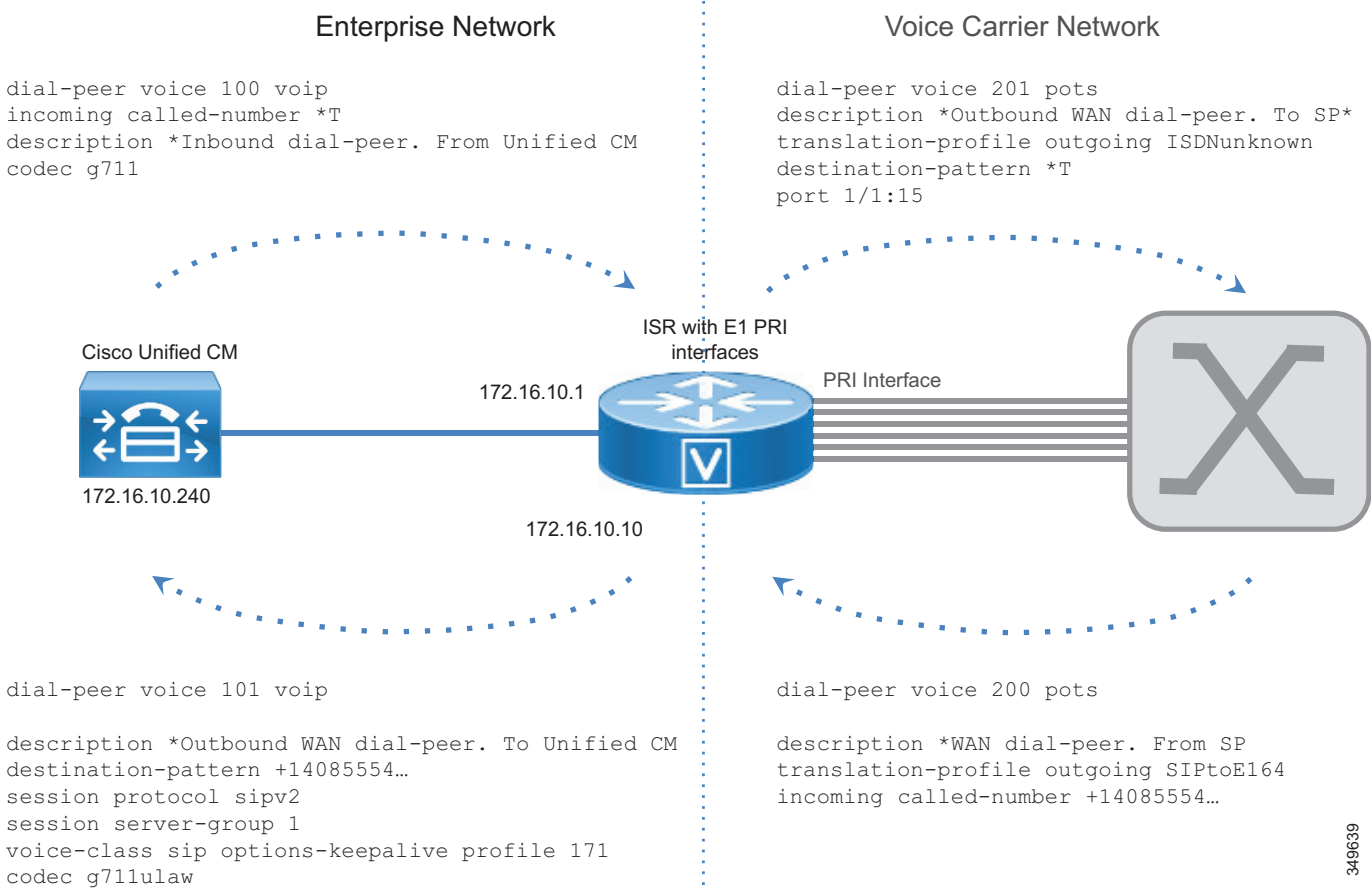 Enterprise Network
Voice Carrier Network
dial-peer voice 100 voip
incoming called-number *T
description *Inbound dial-peer. From Unified CM
codec g711
dial-peer voice 201 pots
description *Outbound WAN dial-peer. To SP*
translation-profile outgoing ISDNunknown
destination-pattern *T
port 1/1:15
Cisco Unified CM
172.16.10.240
ISR with E1 PRI
interfaces
172.16.10.1
V
PRI Interface
172.16.10.10
dial-peer voice 101 voip
description *Outbound WAN dial-peer. To Unified CM
destination-pattern +14085554…
session protocol sipv2
session server-group 1
voice-class sip options-keepalive profile 171
codec g711ulaw
dial-peer voice 200 pots
description *WAN dial-peer. From SP
translation-profile outgoing SIPtoE164
incoming called-number +14085554…
349639